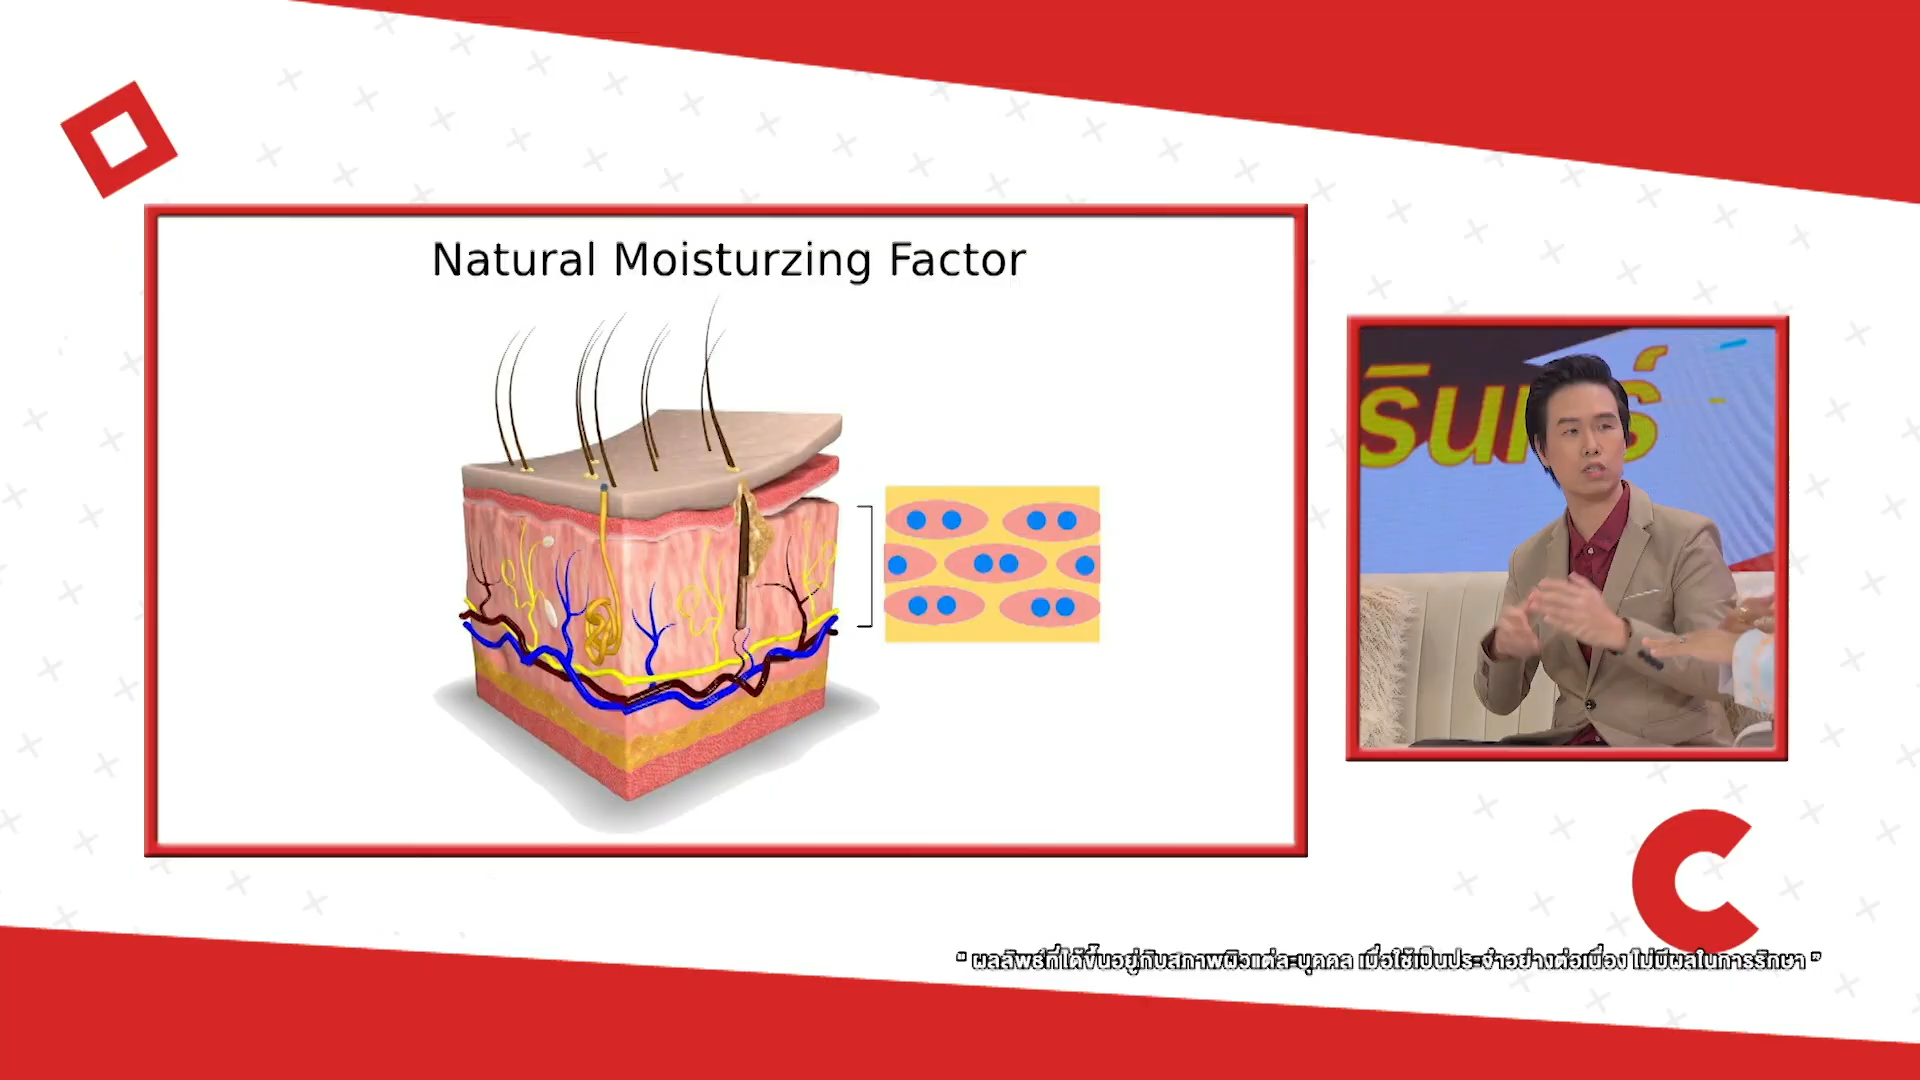 Natural Moisturzing Factor
" ผลลัพธ์ที่ได้ขึ้นอยู่กับสภาพผิวแต่ละบุคคล เมื่อใช้เป็นประจำอย่างต่อเนื่อง ไม่มีผลในการรักษา "